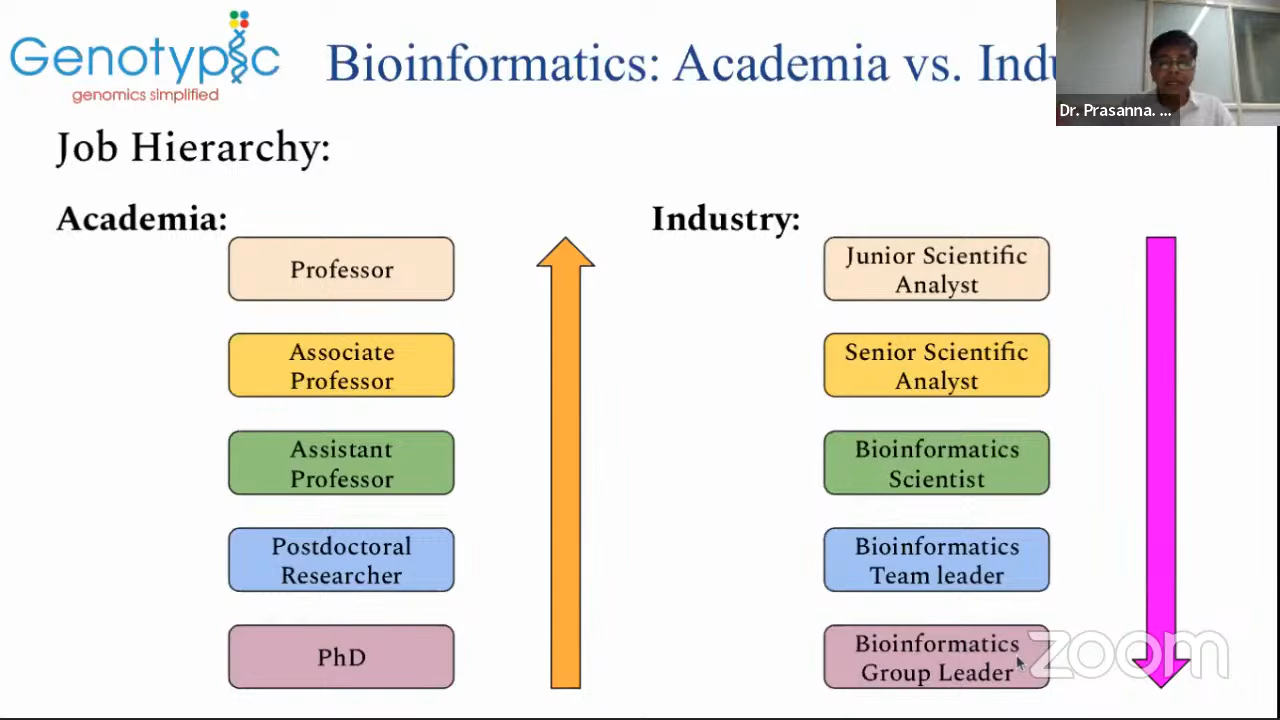 Genotypic
genomics simplified
Bioinformatics: Academia vs.
Dr. Prasanna. ...
Job Hierarchy:
Academia:
Professor
Associate
Professor
Assistant
Professor
Postdoctoral
Researcher
PhD
Industry:
Junior Scientific
Analyst
Senior Scientific
Analyst
Bioinformatics
Scientist
Bioinformatics
Team leader
Bioinformatics
Group Leader
zoom